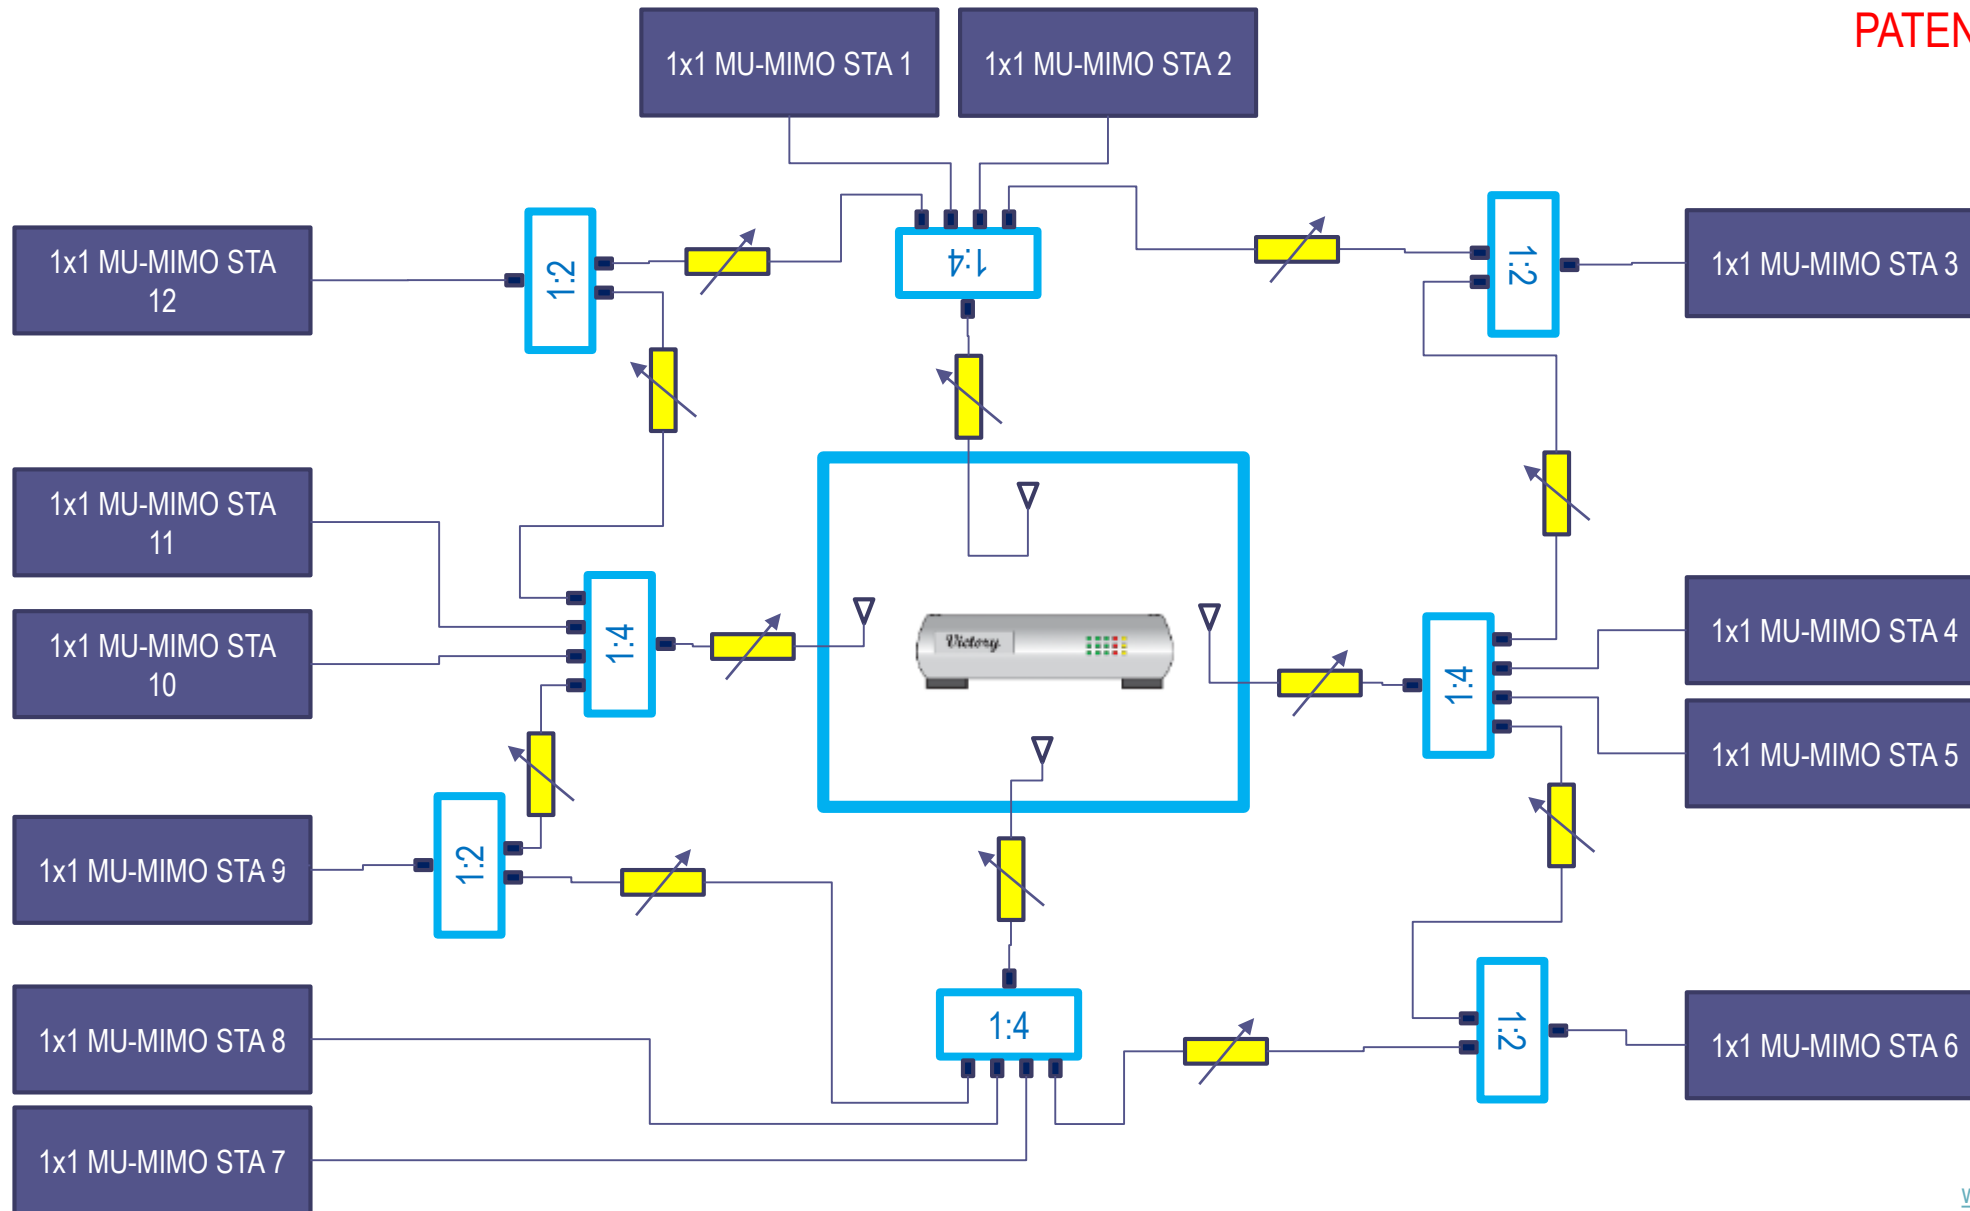 PATEN
1x1 MU-MIMO STA 1
1x1 MU-MIMO STA 2
1x1 MU-MIMO STA
12
1:2
1:4
1:2
1x1 MU-MIMO STA 3
1x1 MU-MIMO STA
11
1x1 MU-MIMO STA
10
1:4
Victory
1:4
1x1 MU-MIMO STA 4
1x1 MU-MIMO STA 5
1x1 MU-MIMO STA 9
1:2
1x1 MU-MIMO STA 8
1:4
1:2
1x1 MU-MIMO STA 6
1x1 MU-MIMO STA 7